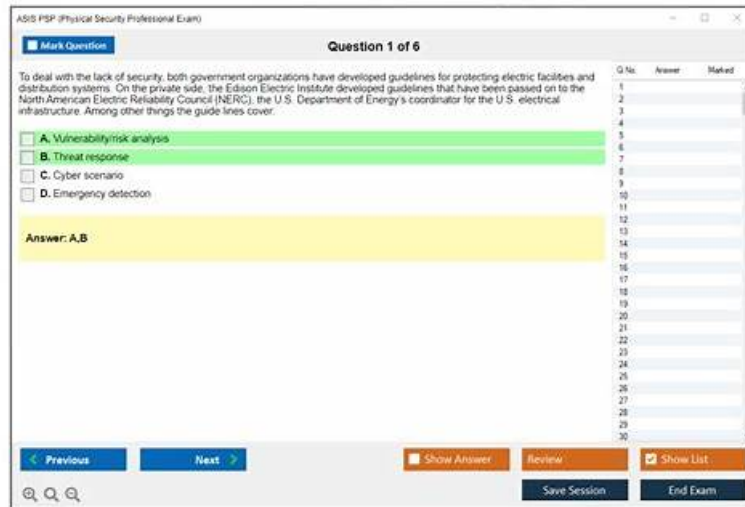 ASIS PSP (Physical Security Professional Exam)
Mark Question
Question 1 of 6
To deal with the lack of security, both government organizations have developed guidelines for protecting electric facilities and
distribution systems. On the private side, the Edison Electric Institute developed guidelines that have been passed on to the
North American Electric Reliability Council (NERC), the U.S. Department of Energy's coordinator for the U.S. electrical
infrastructure. Among other things the guide lines cover:
A. Vulnerability/risk analysis
B. Threat response
C. Cyber scenario
D. Emergency detection
Answer: A,B
Q No. Answer Marked
1
2
3
4
5
6
7
8
9
10
11
12
13
14
15
16
17
18
19
20
21
22
23
24
25
26
27
28
29
30
Previous
Next
Show Answer
Review
Show List
Save Session
End Exam